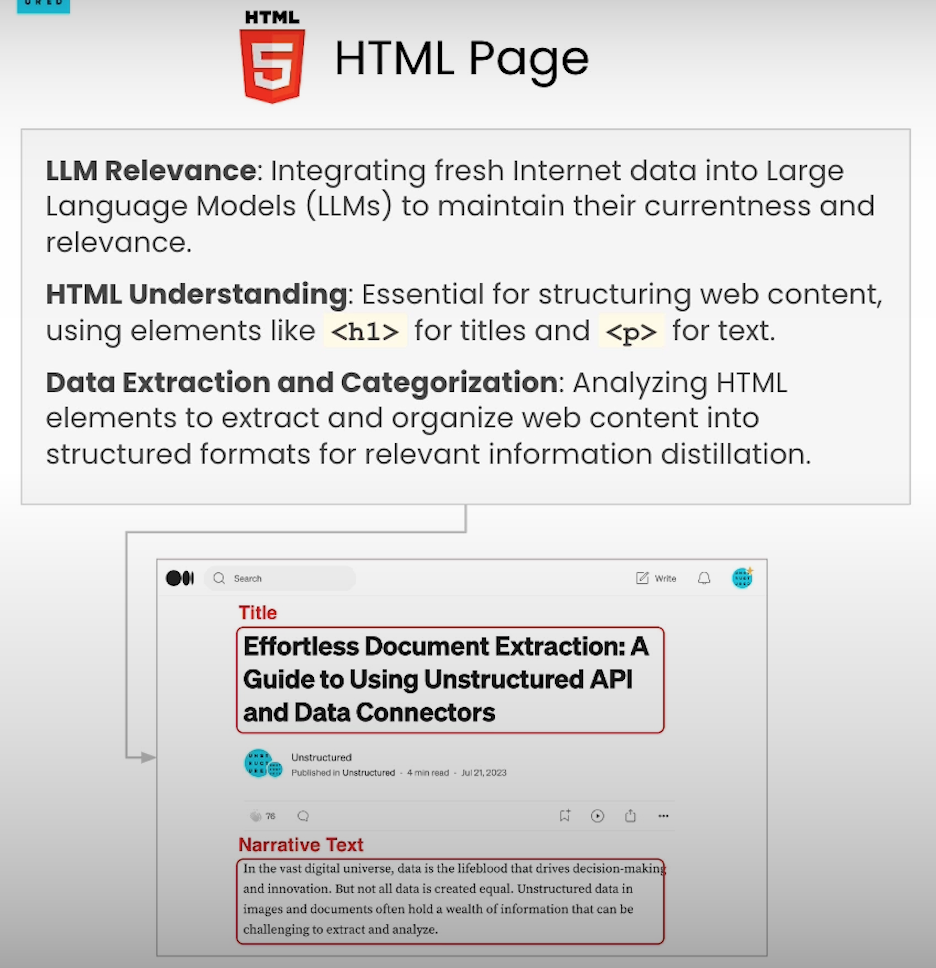 URED
HTML
5
HTML Page
LLM Relevance: Integrating fresh Internet data into Large
Language Models (LLMs) to maintain their currentness and
relevance.
HTML Understanding: Essential for structuring web content,
using elements like <h1> for titles and <p> for text.
Data Extraction and Categorization: Analyzing HTML
elements to extract and organize web content into
structured formats for relevant information distillation.
Search
Write
Title
Effortless Document Extraction: A
Guide to Using Unstructured API
and Data Connectors
Unstructured
Published in Unstructured · 4 min read · Jul 21, 2023
76
Narrative Text
In the vast digital universe, data is the lifeblood that drives decision-making
and innovation. But not all data is created equal. Unstructured data in
images and documents often hold a wealth of information that can be
challenging to extract and analyze.